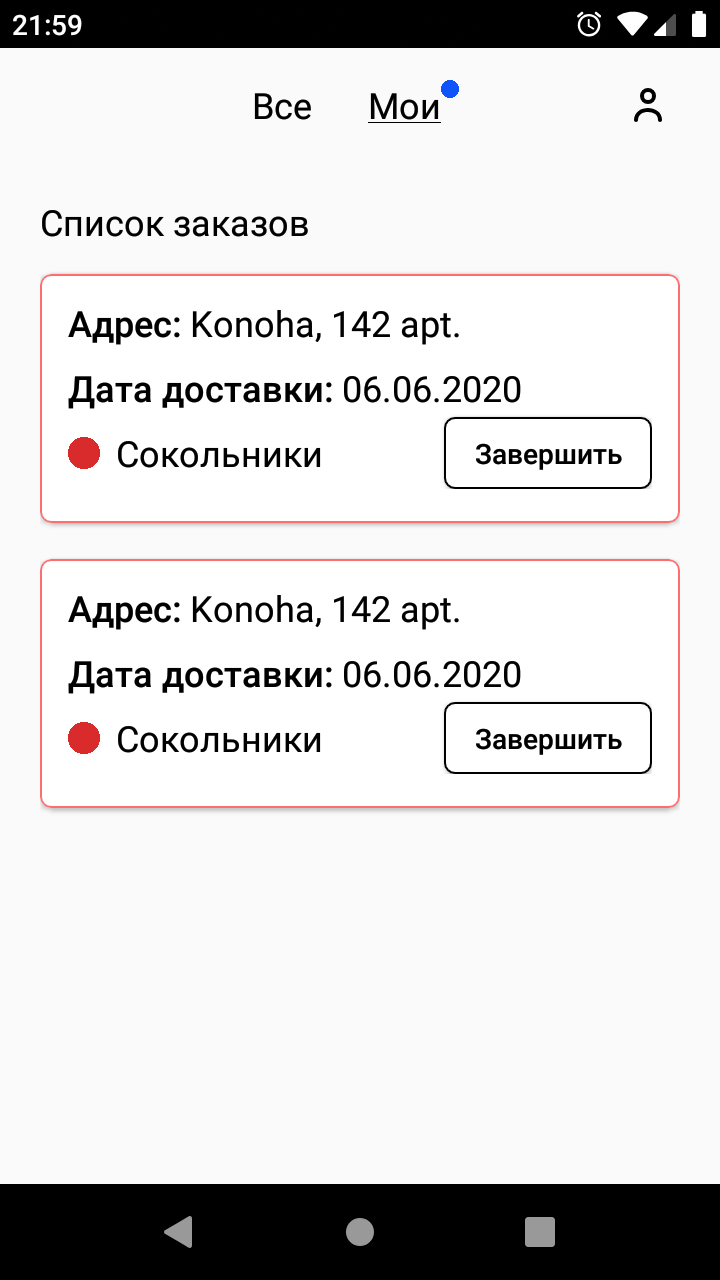 21:59
Все Мои
Список заказов
Адрес: Konoha, 142 apt.
Дата доставки: 06.06.2020
Сокольники Завершить
Адрес: Konoha, 142 apt.
Дата доставки: 06.06.2020
Сокольники Завершить